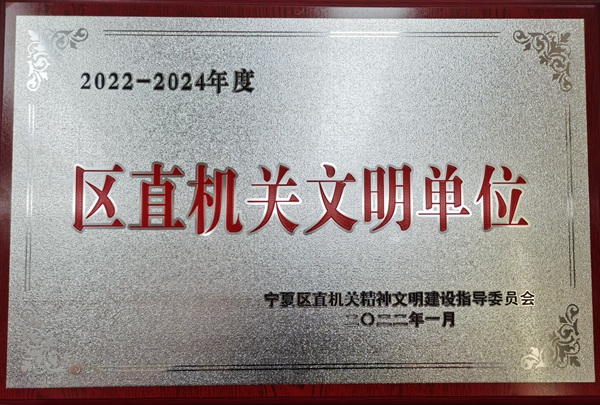 2022-2024年度
区直机关文明单位
宁夏区直机关精神文明建设指导委员会
二〇二二年一月